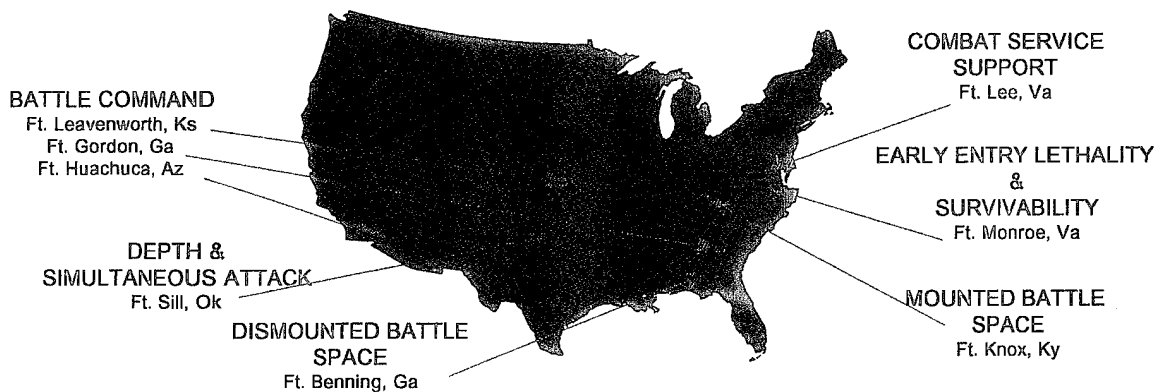 BATTLE COMMAND
Ft. Leavenworth, Ks
Ft. Gordon, Ga
Ft. Huachuca, Az
DEPTH &
SIMULTANEOUS ATTACK
Ft. Sill, Ok
DISMOUNTED BATTLE
SPACE
Ft. Benning, Ga
COMBAT SERVICE
SUPPORT
Ft. Lee, Va
EARLY ENTRY LETHALITY
&
SURVIVABILITY
Ft. Monroe, Va
MOUNTED BATTLE
SPACE
Ft. Knox, Ky